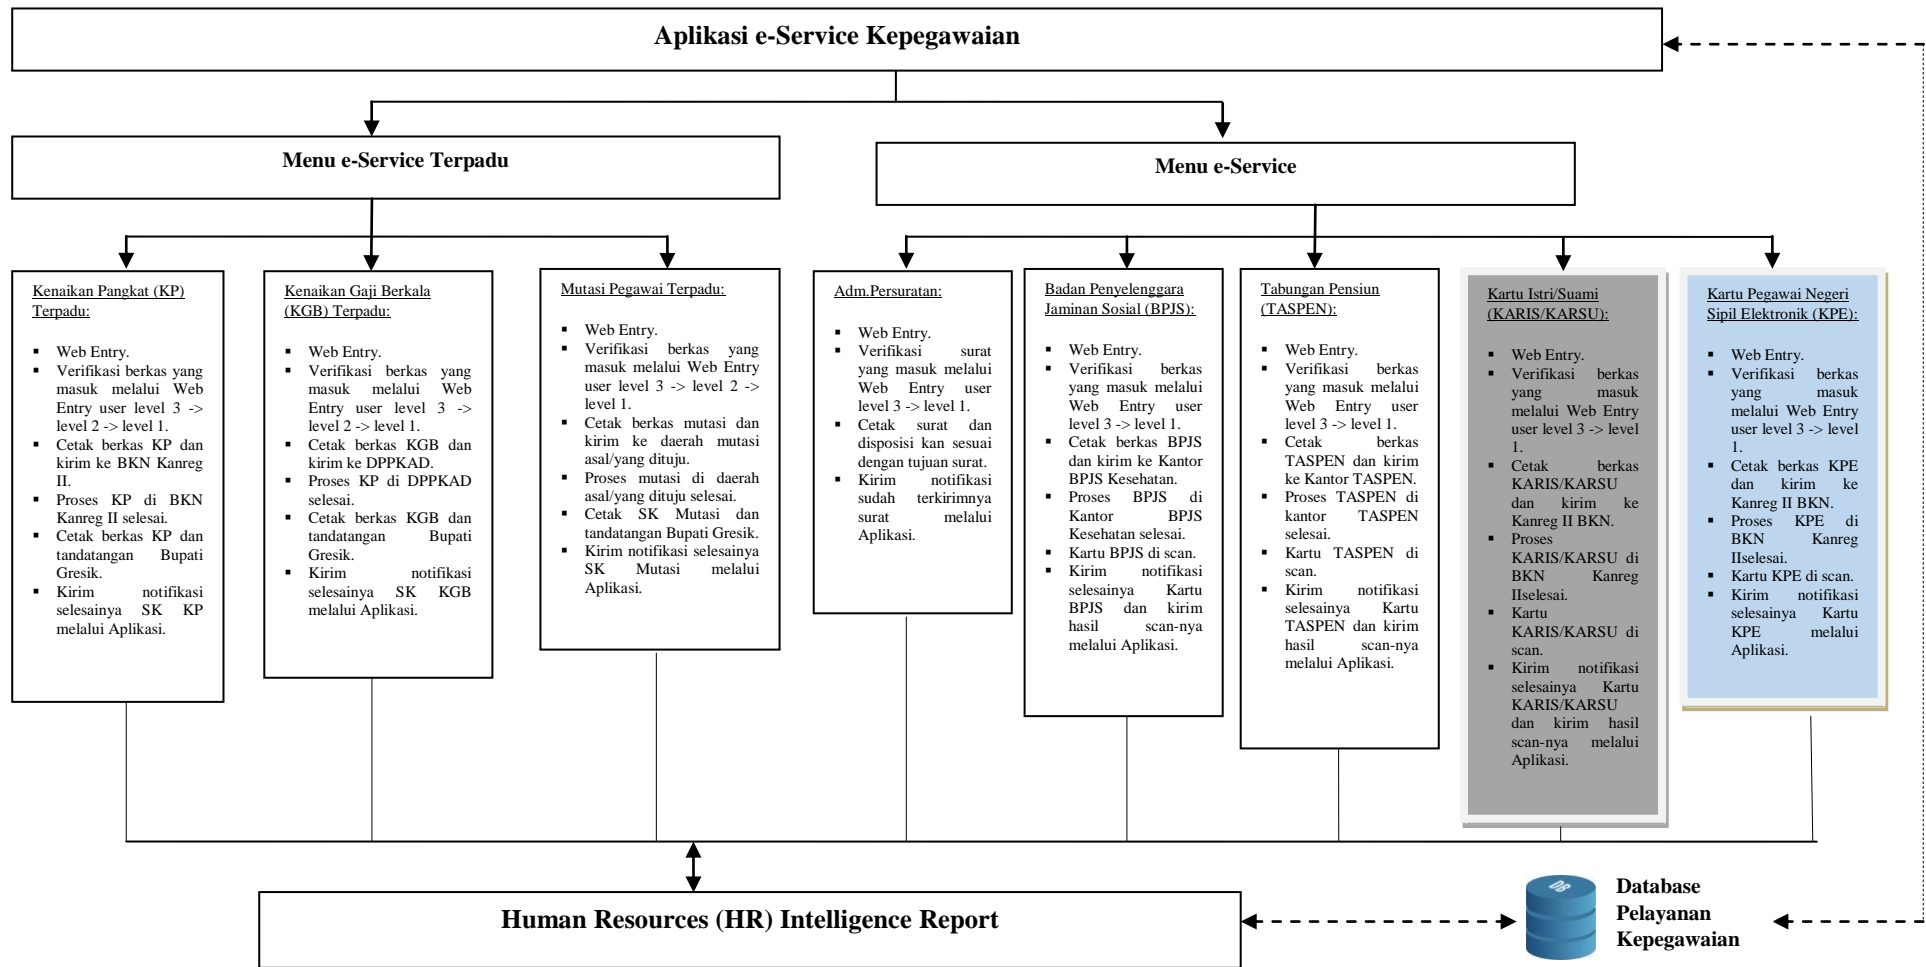 Aplikasi e-Service Kepegawaian
Menu e-Service Terpadu
Menu e-Service
Kenaikan Pangkat (KP)
Terpadu:
▪ Web Entry.
▪ Verifikasi berkas yang
masuk melalui Web
Entry user level 3 ->
level 2 -> level 1.
▪ Cetak berkas KP dan
kirim ke BKN Kanreg
II.
▪ Proses KP di BKN
Kanreg II selesai.
▪ Cetak berkas KP dan
tandatangan Bupati
Gresik.
▪ Kirim notifikasi
selesainya SK KP
melalui Aplikasi.
Kenaikan Gaji Berkala
(KGB) Terpadu:
▪ Web Entry.
▪ Verifikasi berkas yang
masuk melalui Web
Entry user level 3 ->
level 2 -> level 1.
▪ Cetak berkas KGB dan
kirim ke DPPKAD.
▪ Proses KP di DPPKAD
selesai.
▪ Cetak berkas KGB dan
tandatangan Bupati
Gresik.
▪ Kirim notifikasi
selesainya SK KGB
melalui Aplikasi.
Mutasi Pegawai Terpadu:
▪ Web Entry.
▪ Verifikasi berkas yang
masuk melalui Web Entry
user level 3 -> level 2 ->
level 1.
▪ Cetak berkas mutasi dan
kirim ke daerah mutasi
asal/yang dituju.
▪ Proses mutasi di daerah
asal/yang dituju selesai.
▪ Cetak SK Mutasi dan
tandatangan Bupati Gresik.
▪ Kirim notifikasi selesainya
SK Mutasi melalui
Aplikasi.
Adm.Persuratan:
▪ Web Entry.
▪ Verifikasi surat
yang masuk melalui
Web Entry user
level 3 -> level 1.
▪ Cetak surat dan
disposisi kan sesuai
dengan tujuan surat.
▪ Kirim notifikasi
sudah terkirimnya
surat melalui
Aplikasi.
Badan Penyelenggara
Jaminan Sosial (BPJS):
▪ Web Entry.
▪ Verifikasi berkas
yang masuk melalui
Web Entry user
level 3 -> level 1.
▪ Cetak berkas BPJS
dan kirim ke Kantor
BPJS Kesehatan.
▪ Proses BPJS di
Kantor BPJS
Kesehatan selesai.
▪ Kartu BPJS di scan.
▪ Kirim notifikasi
selesainya Kartu
BPJS dan kirim
hasil scan-nya
melalui Aplikasi.
Tabungan Pensiun
(TASPEN):
▪ Web Entry.
▪ Verifikasi berkas
yang masuk melalui
Web Entry user
level 3 -> level 1.
▪ Cetak berkas
TASPEN dan kirim
ke Kantor TASPEN.
▪ Proses TASPEN di
kantor TASPEN
selesai.
▪ Kartu TASPEN di
scan.
▪ Kirim notifikasi
selesainya Kartu
TASPEN dan kirim
hasil scan-nya
melalui Aplikasi.
Kartu Istri/Suami
(KARIS/KARSU):
▪ Web Entry.
▪ Verifikasi berkas
yang masuk
melalui Web Entry
user level 3 -> level
1.
▪ Cetak berkas
KARIS/KARSU
dan kirim ke
Kanreg II BKN.
▪ Proses
KARIS/KARSU di
BKN Kanreg
IIselesai.
▪ Kartu
KARIS/KARSU di
scan.
▪ Kirim notifikasi
selesainya Kartu
KARIS/KARSU
dan kirim hasil
scan-nya melalui
Aplikasi.
Kartu Pegawai Negeri
Sipil Elektronik (KPE):
▪ Web Entry.
▪ Verifikasi berkas
yang masuk
melalui Web Entry
user level 3 -> level
1.
▪ Cetak berkas KPE
dan kirim ke
Kanreg II BKN.
▪ Proses KPE di
BKN Kanreg
IIselesai.
▪ Kartu KPE di scan.
▪ Kirim notifikasi
selesainya Kartu
KPE melalui
Aplikasi.
Human Resources (HR) Intelligence Report
DB
Database
Pelayanan
Kepegawaian